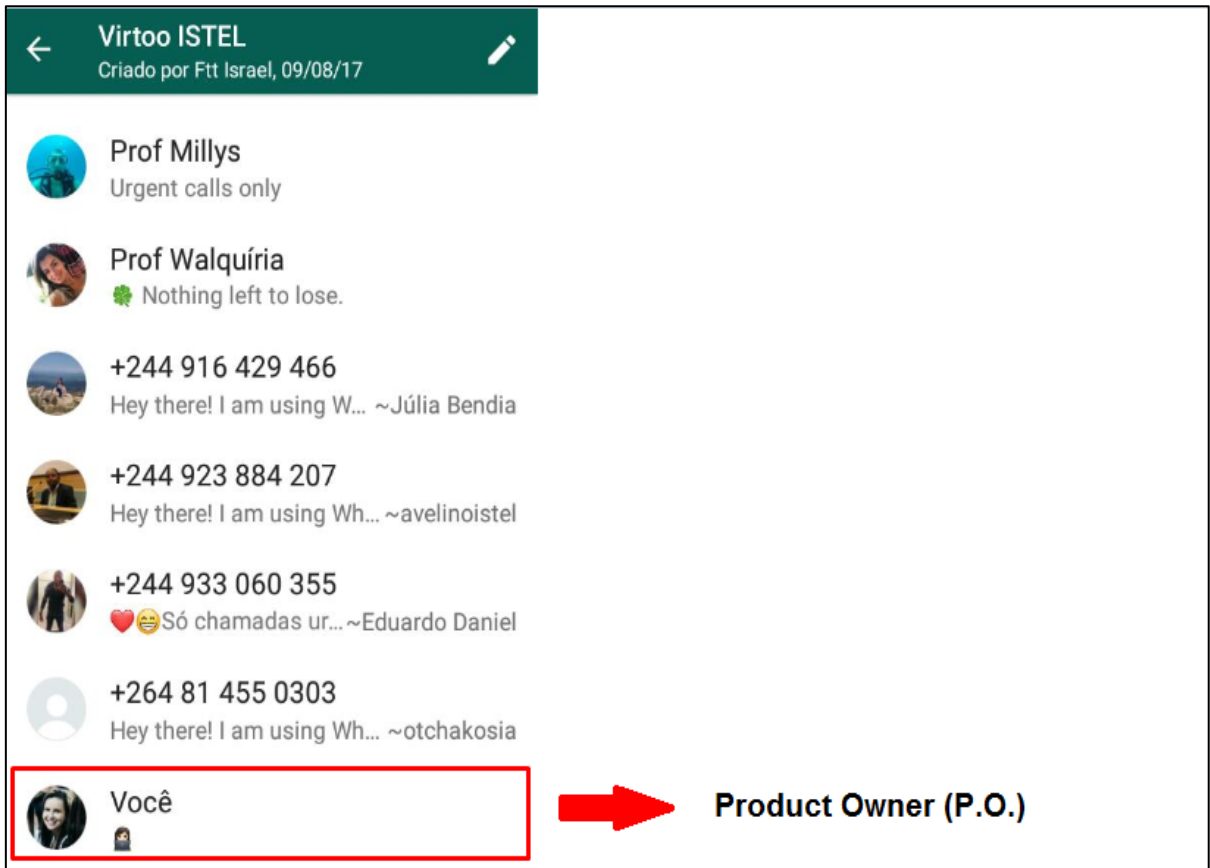 Virtoo ISTEL
Criado por Ftt Israel, 09/08/17
Prof Millys
Urgent calls only
Prof Walquíria
🍀 Nothing left to lose.
+244 916 429 466
Hey there! I am using W... ~Júlia Bendia
+244 923 884 207
Hey there! I am using Wh... ~avelinoistel
+244 933 060 355
❤️😁Só chamadas ur... ~Eduardo Daniel
+264 81 455 0303
Hey there! I am using Wh... ~otchakosia
Você
Product Owner (P.O.)